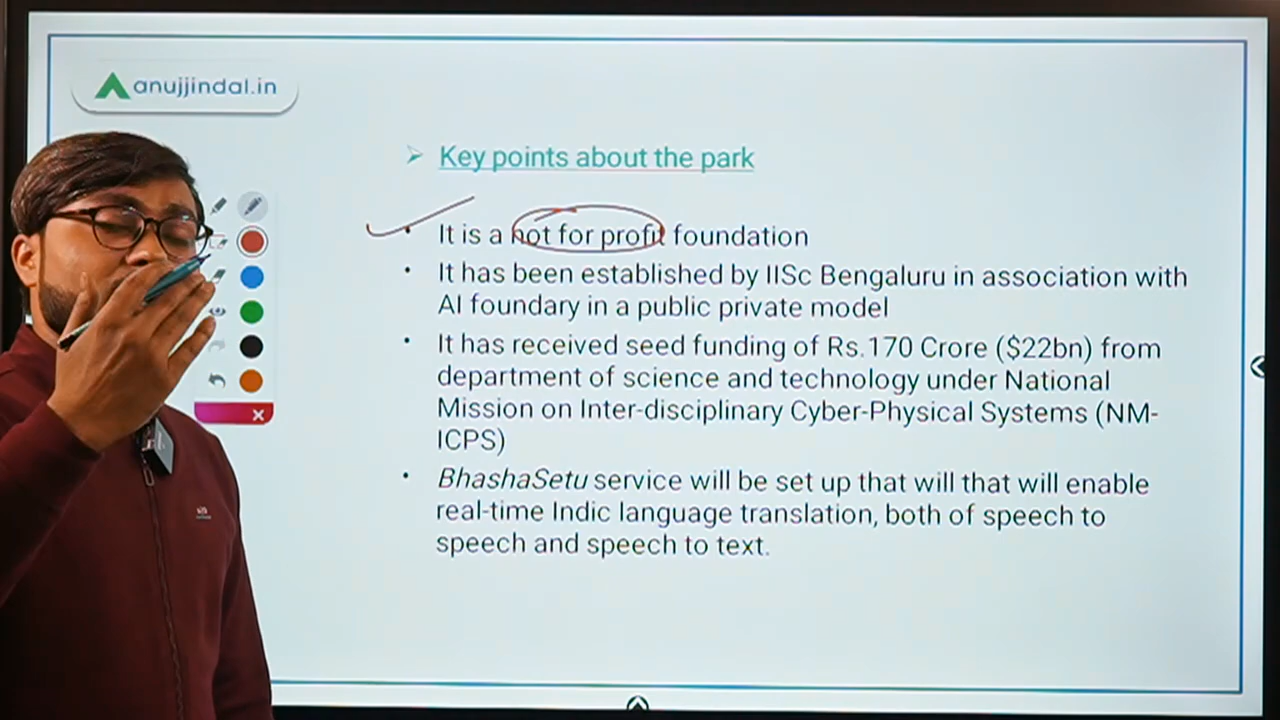 anujjindal.in
Key points about the park
It is a not for profit foundation
It has been established by IISc Bengaluru in association with
AI foundary in a public private model
It has received seed funding of Rs.170 Crore ($22bn) from
department of science and technology under National
Mission on Inter-disciplinary Cyber-Physical Systems (NM-
ICPS)
BhashaSetu service will be set up that will that will enable
real-time Indic language translation, both of speech to
speech and speech to text.